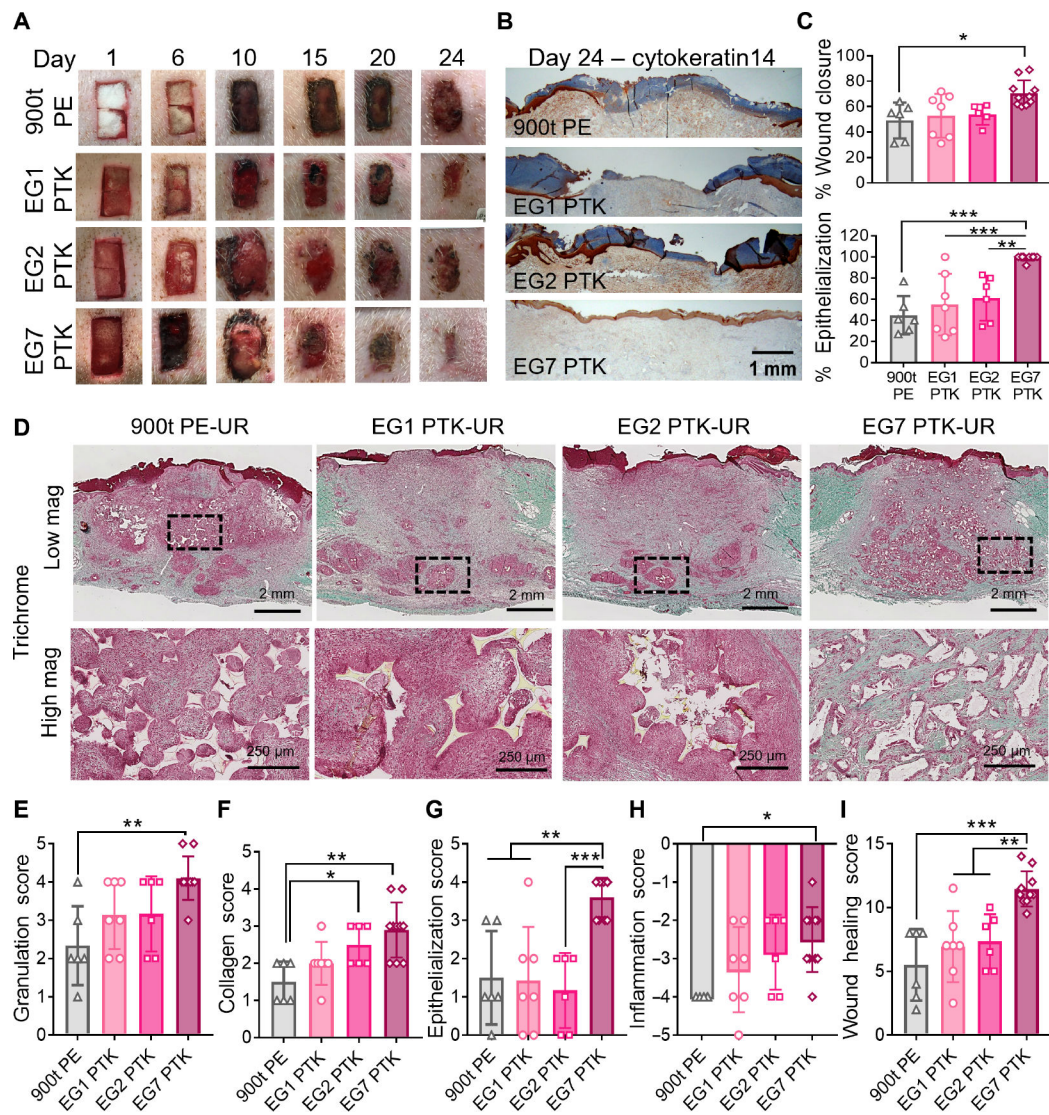 A
Day 1 6 10 15 20 24
900t PE
EG1 PTK
EG2 PTK
EG7 PTK
B
Day 24 – cytokeratin14
900t PE
EG1 PTK
EG2 PTK
EG7 PTK
1 mm
C
*
% Wound closure
100
80
60
40
20
0
***
***
**
% Epithelialization
120
100
80
60
40
20
0
900t PE
EG1 PTK
EG2 PTK
EG7 PTK
D
900t PE-UR EG1 PTK-UR EG2 PTK-UR EG7 PTK-UR
Trichrome
Low mag
2 mm 2 mm 2 mm 2 mm
High mag
250 µm 250 µm 250 µm 250 µm
E
**
Granulation score
5
4
3
2
1
0
900t PE EG1 PTK EG2 PTK EG7 PTK
F
**
*
Collagen score
5
4
3
2
1
0
900t PE EG1 PTK EG2 PTK EG7 PTK
G
**
***
Epithelialization score
5
4
3
2
1
0
900t PE EG1 PTK EG2 PTK EG7 PTK
H
*
Inflammation score
0
−1
−2
−3
−4
−5
900t PE EG1 PTK EG2 PTK EG7 PTK
I
***
**
Wound healing score
15
10
5
0
900t PE EG1 PTK EG2 PTK EG7 PTK